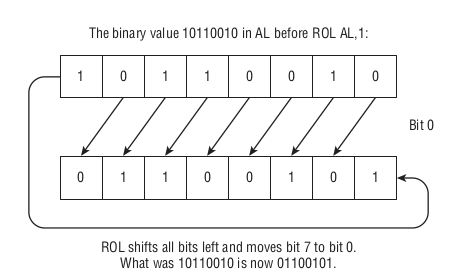 The binary value 10110010 in AL before ROL AL,1:
1 0 1 1 0 0 1 0
Bit 0
0 1 1 0 0 1 0 1
ROL shifts all bits left and moves bit 7 to bit 0.
What was 10110010 is now 01100101.